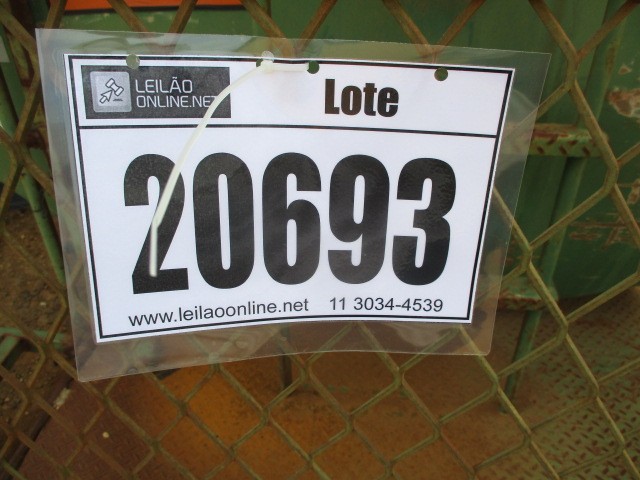 LEILÃO
ONLINE.NET
Lote
20693
www.leilaoonline.net 11 3034-4539